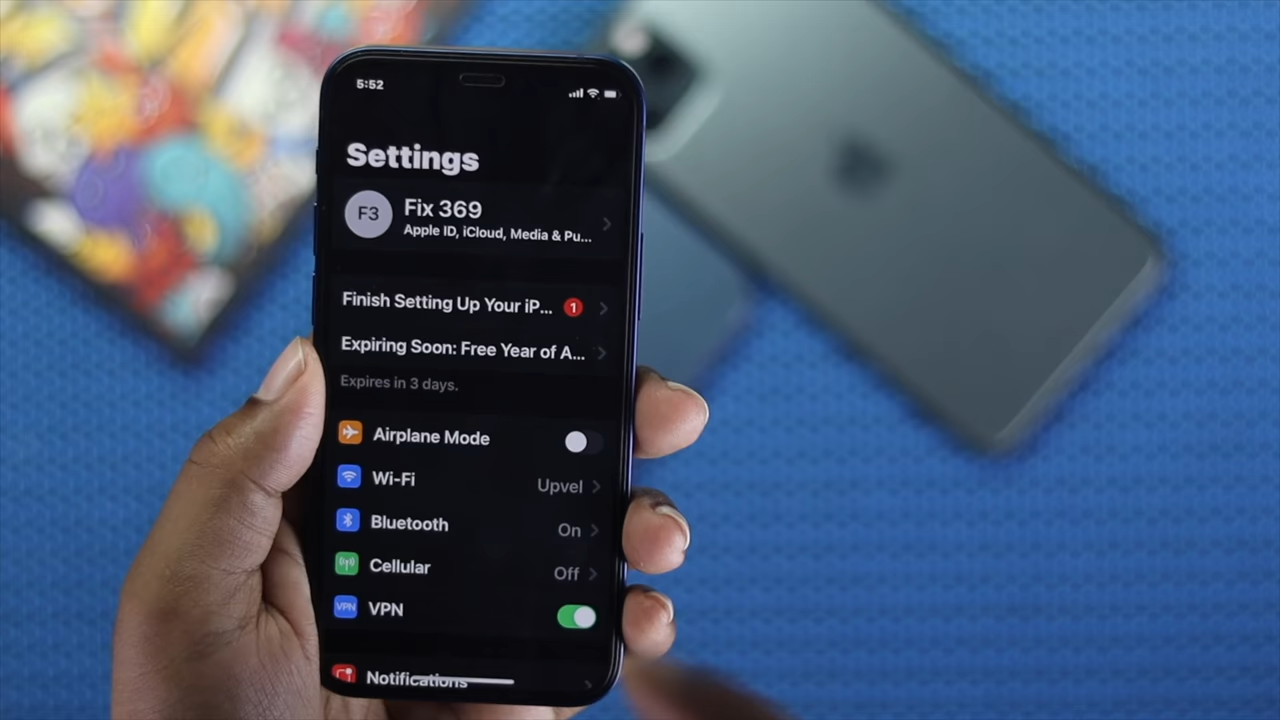 5:52
Settings
F3
Fix 369
Apple ID, iCloud, Media & Pu...
Finish Setting Up Your iP... 1
Expiring Soon: Free Year of A...
Expires in 3 days.
Airplane Mode
Wi-Fi Upvel
Bluetooth On
Cellular Off
VPN VPN
Notifications